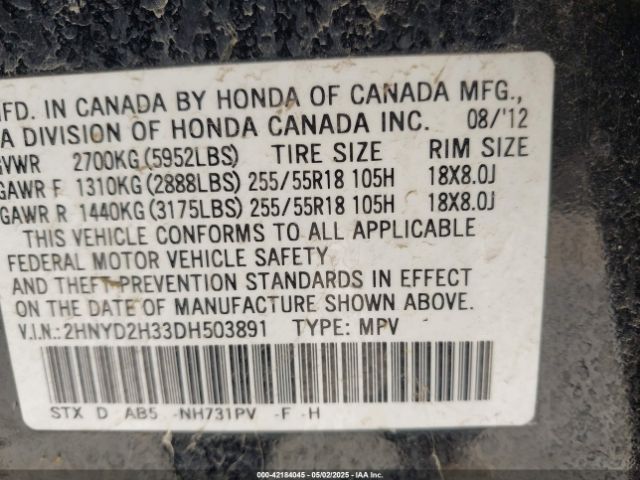 MFD. IN CANADA BY HONDA OF CANADA MFG.,
A DIVISION OF HONDA CANADA INC. 08/'12
GVWR 2700KG (5952LBS) TIRE SIZE RIM SIZE
GAWR F 1310KG (2888LBS) 255/55R18 105H 18X8.0J
GAWR R 1440KG (3175LBS) 255/55R18 105H 18X8.0J
THIS VEHICLE CONFORMS TO ALL APPLICABLE
FEDERAL MOTOR VEHICLE SAFETY
AND THEFT-PREVENTION STANDARDS IN EFFECT
ON THE DATE OF MANUFACTURE SHOWN ABOVE.
V.I.N.: 2HNYD2H33DH503891 TYPE: MPV
STX D AB5 -NH731PV -F -H
000-42184045 - 05/02/2025 - IAA Inc.